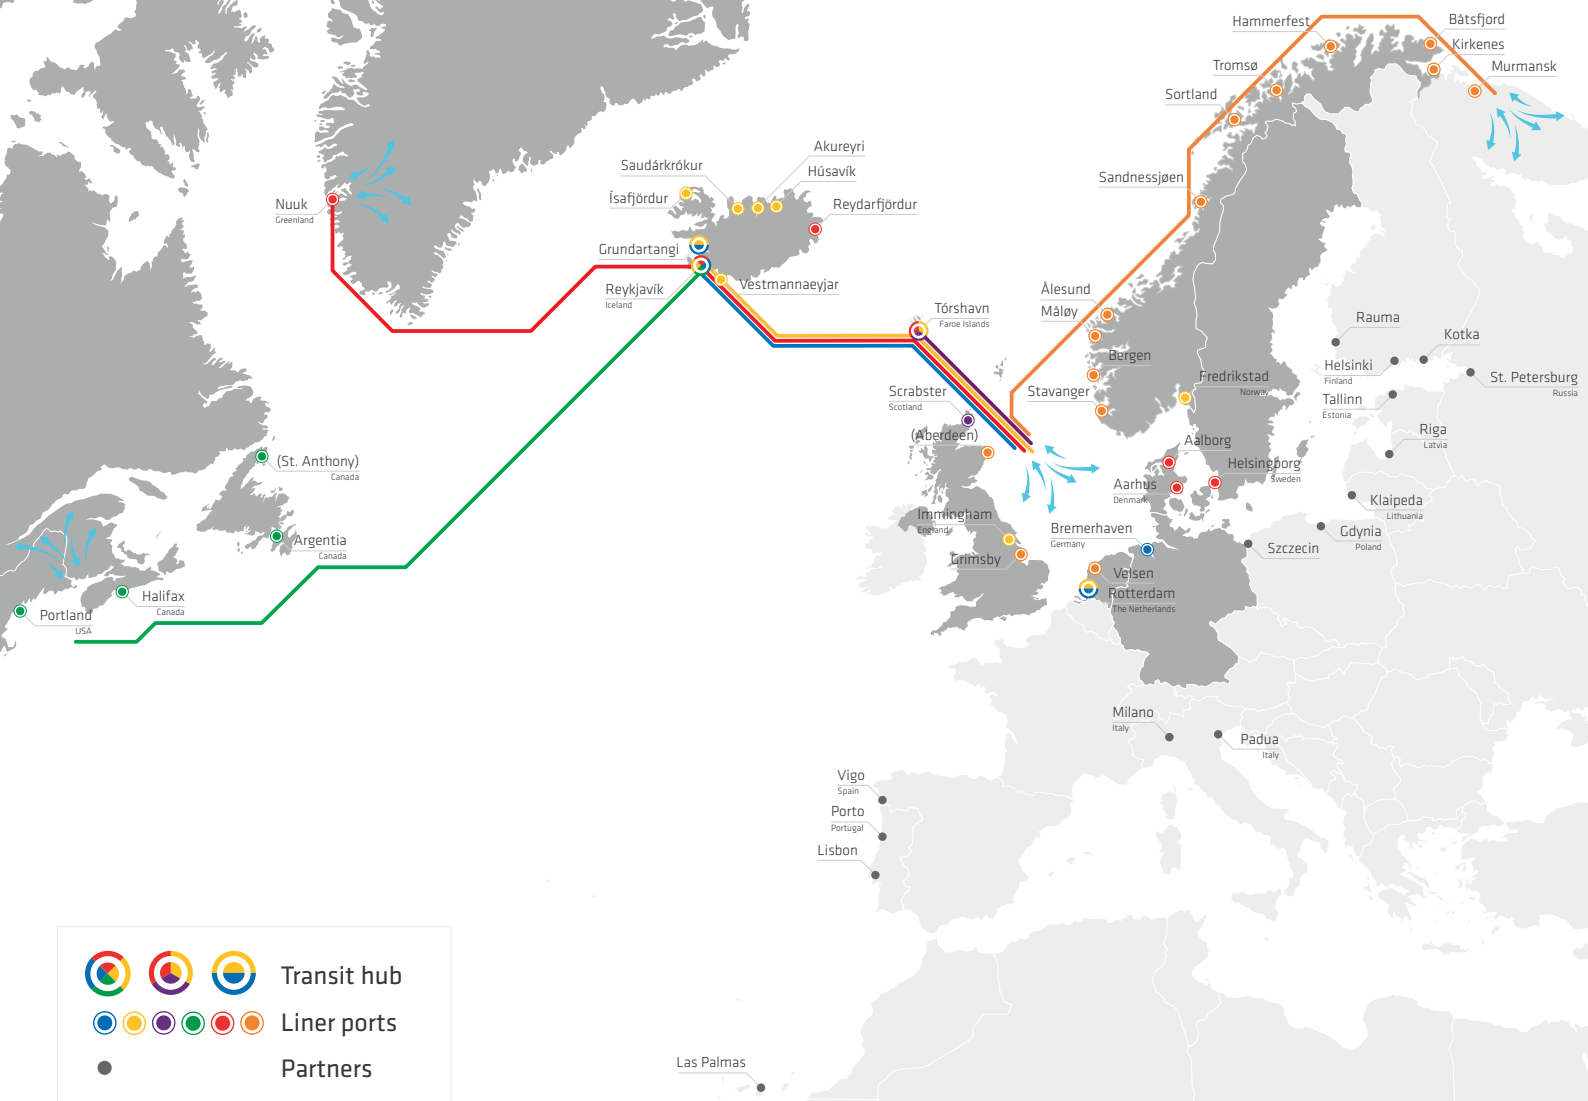 Hammerfest
Båtsfjord
Kirkenes
Tromsø
Murmansk
Sortland
Akureyri
Saudárkrókur
Húsavík
Sandnessjøen
Ísafjördur
Nuuk
Greenland
Reydarfjördur
Grundartangi
Reykjavík
Iceland
Vestmannaeyjar
Ålesund
Tórshavn
Faroe Islands
Måløy
Rauma
Kotka
Bergen
Helsinki
Finland
Fredrikstad
Norway
St. Petersburg
Russia
Scrabster
Scotland
Stavanger
Tallinn
Estonia
Riga
Latvia
(Aberdeen)
Aalborg
(St. Anthony)
Canada
Helsingborg
Sweden
Aarhus
Denmark
Klaipeda
Lithuania
Immingham
England
Bremerhaven
Germany
Gdynia
Poland
Argentia
Canada
Szczecin
Grimsby
Velsen
Rotterdam
The Netherlands
Halifax
Canada
Portland
USA
Milano
Italy
Padua
Italy
Vigo
Spain
Porto
Portugal
Lisbon
Transit hub
Liner ports
Partners
Las Palmas